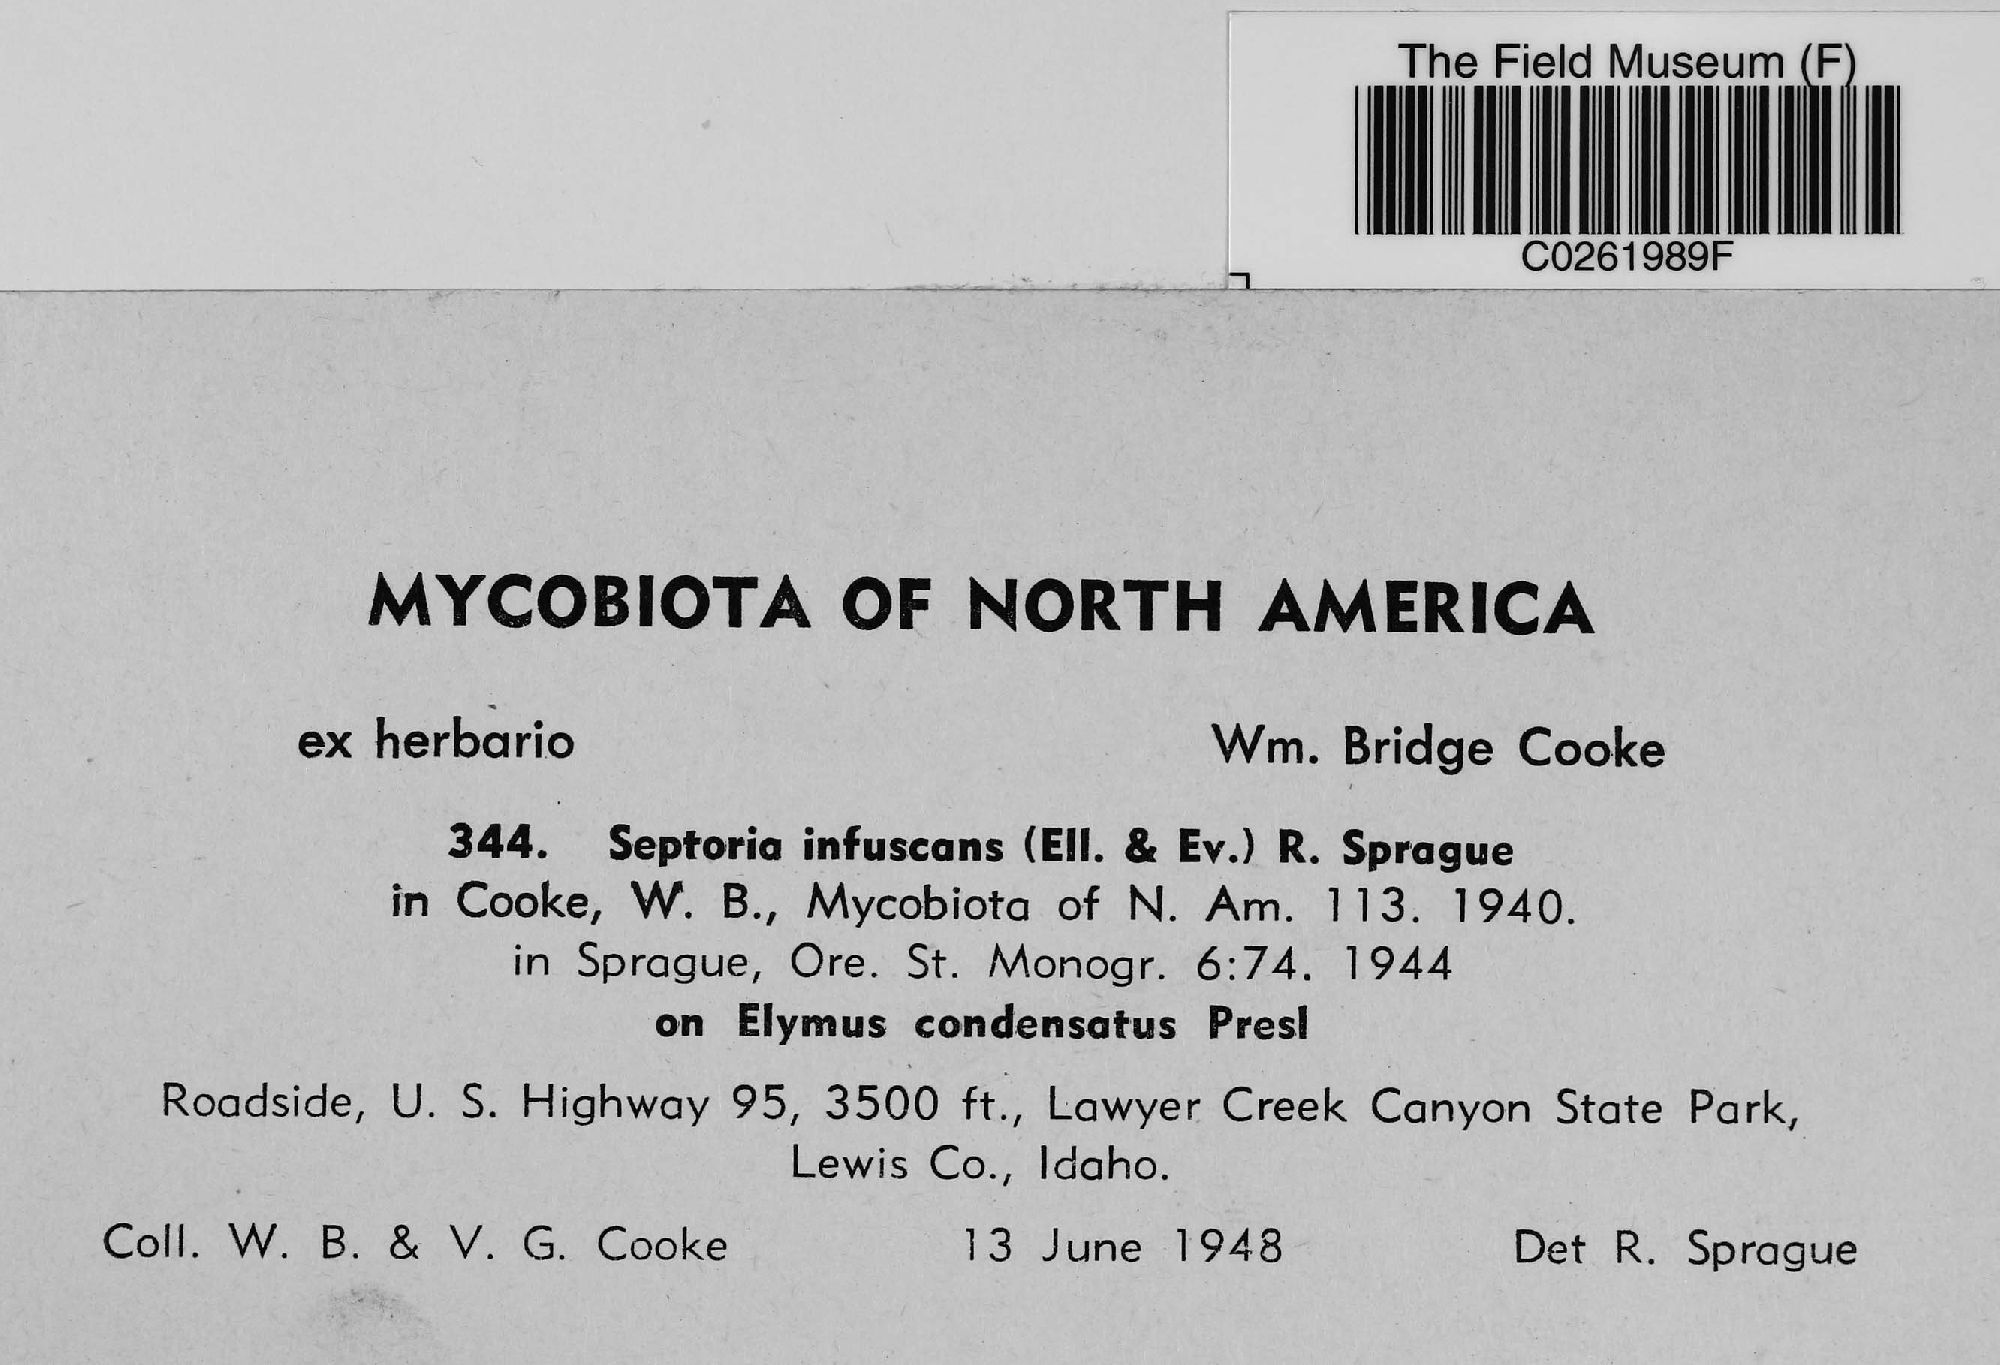 The Field Museum (F)
C0261989F
MYCOBIOTA OF NORTH AMERICA
ex herbario Wm. Bridge Cooke
344. Septoria infuscans (Ell. & Ev.) R. Sprague
in Cooke, W. B., Mycobiota of N. Am. 113. 1940.
in Sprague, Ore. St. Monogr. 6:74. 1944
on Elymus condensatus Presl
Roadside, U. S. Highway 95, 3500 ft., Lawyer Creek Canyon State Park,
Lewis Co., Idaho.
Coll. W. B. & V. G. Cooke 13 June 1948 Det R. Sprague